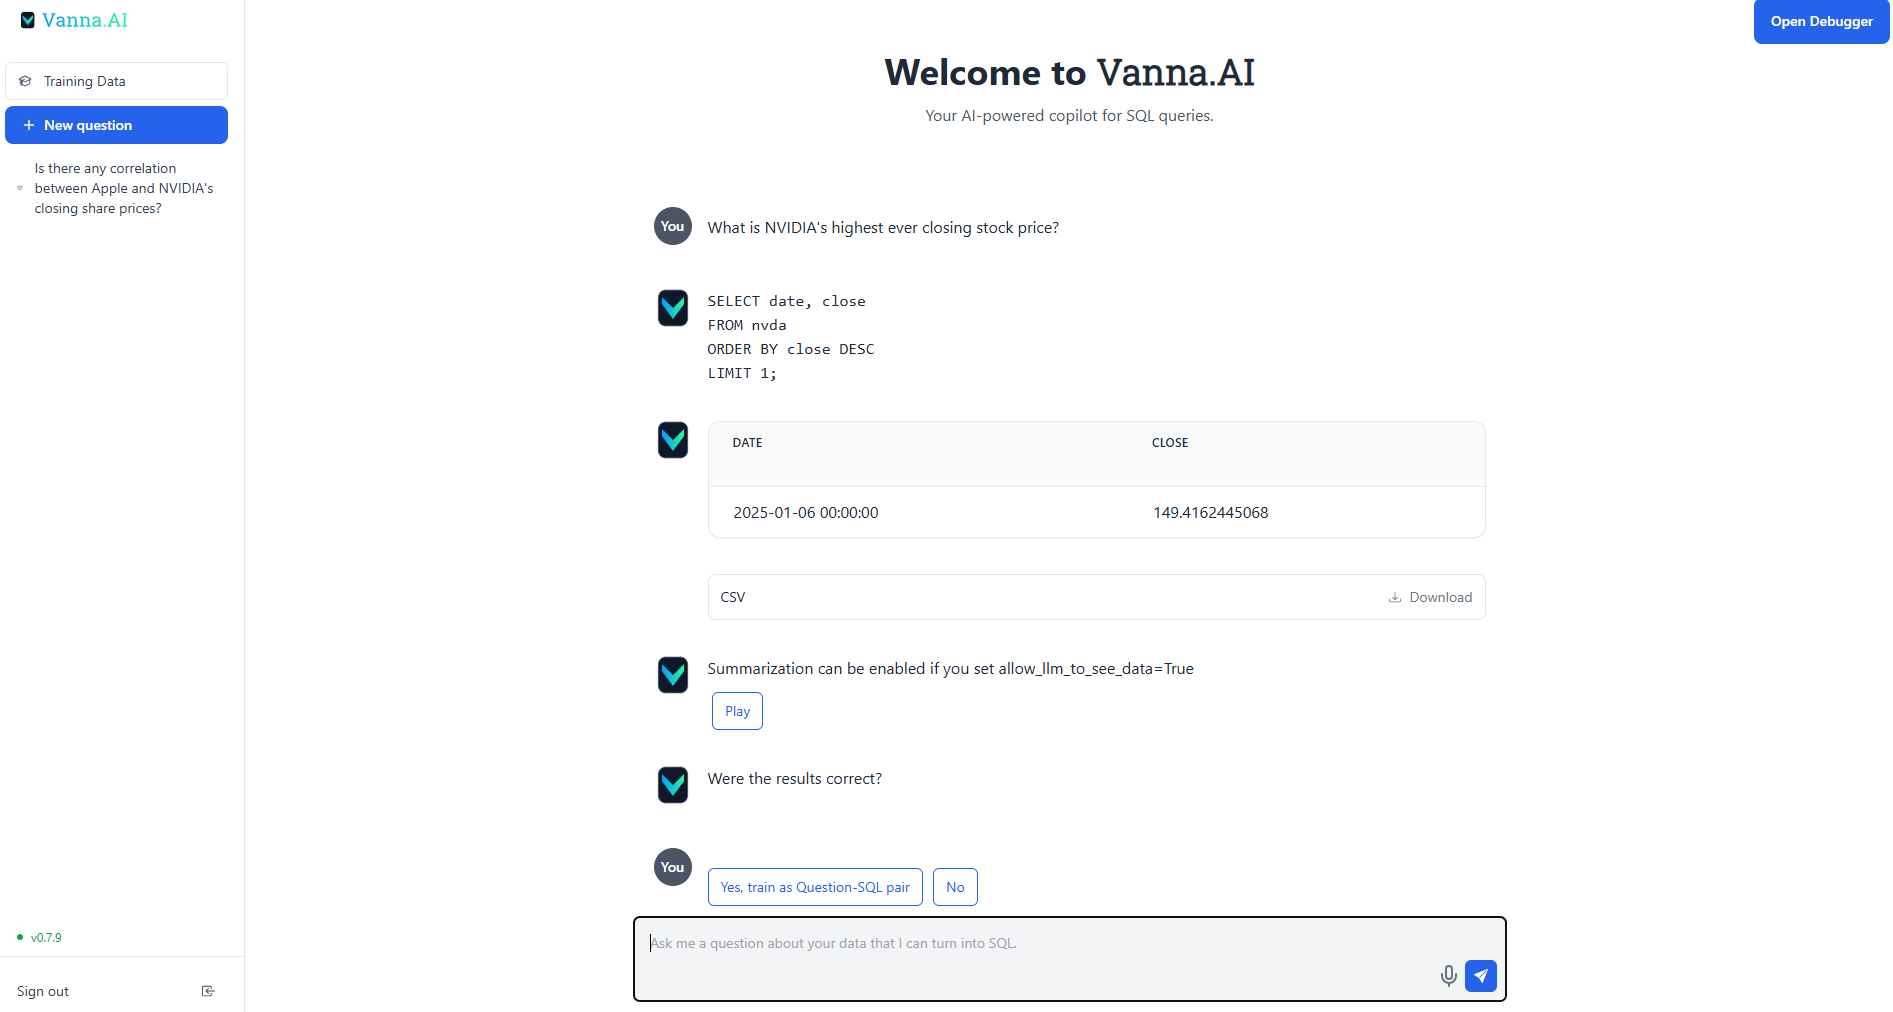 Vanna.AI
Training Data
+ New question
Is there any correlation
between Apple and NVIDIA's
closing share prices?
v0.7.9
Sign out
Open Debugger
Welcome to Vanna.AI
Your AI-powered copilot for SQL queries.
You
What is NVIDIA's highest ever closing stock price?
SELECT date, close
FROM nvda
ORDER BY close DESC
LIMIT 1;
DATE CLOSE
2025-01-06 00:00:00 149.4162445068
CSV Download
Summarization can be enabled if you set allow_llm_to_see_data=True
Play
Were the results correct?
You
Yes, train as Question-SQL pair No
Ask me a question about your data that I can turn into SQL.